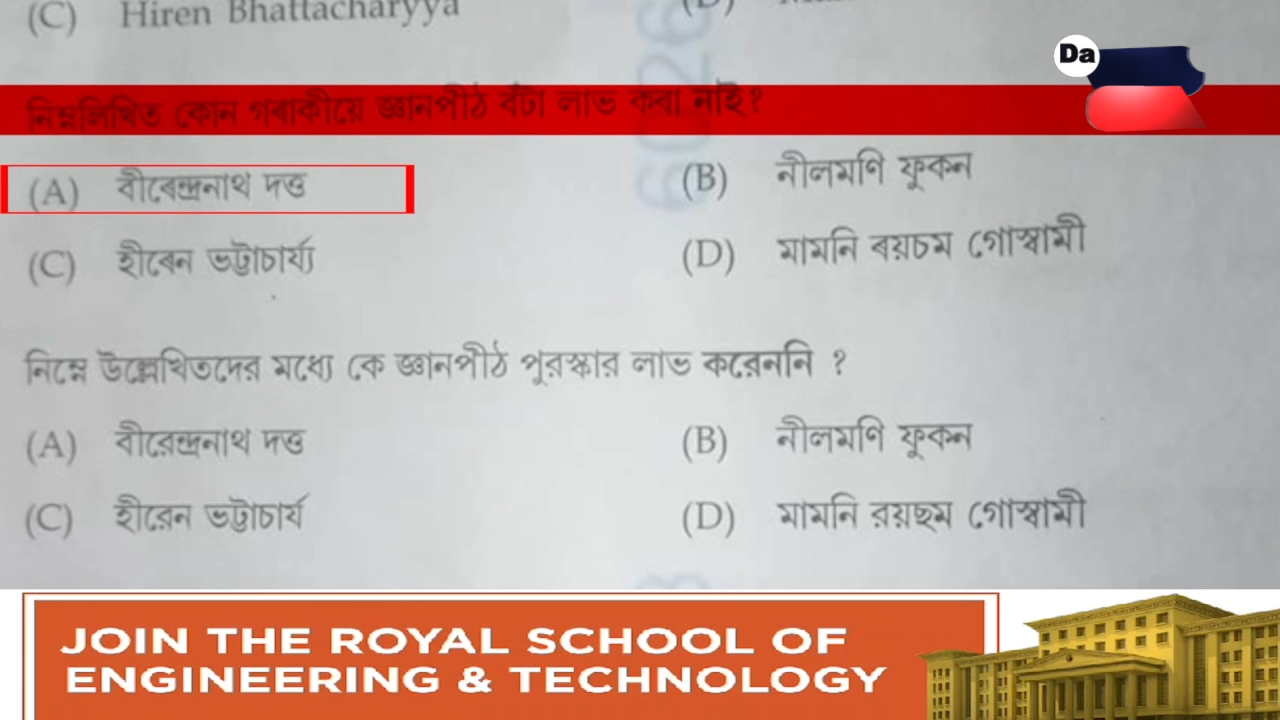 (C) Hiren Bhattacharyya (D)
Da
নিম্নলিখিত কোন গৰাকীয়ে জ্ঞানপীঠ বঁটা লাভ কৰা নাই?
(A) বীৰেন্দ্ৰনাথ দত্ত (B) নীলমণি ফুকন
(C) হীৰেন ভট্টাচাৰ্য্য (D) মামনি ৰয়চম গোস্বামী
নিম্নে উল্লেখিতদের মধ্যে কে জ্ঞানপীঠ পুরস্কার লাভ করেননি ?
(A) বীরেন্দ্রনাথ দত্ত (B) নীলমণি ফুকন
(C) হীরেন ভট্টাচার্য (D) মামনি রয়ছম গোস্বামী
JOIN THE ROYAL SCHOOL OF
ENGINEERING & TECHNOLOGY